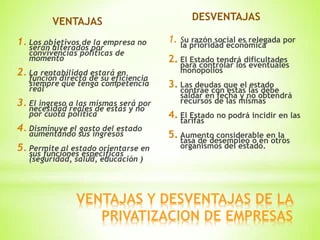 VENTAJAS
1. Los objetivos de la empresa no
serán alterados por
convivencias políticas de
momento
2. La rentabilidad estará en
función directa de su eficiencia
siempre que tenga competencia
real
3. El ingreso a las mismas será por
necesidad reales de estas y no
por cuota política
4. Disminuye el gasto del estado
aumentando sus ingresos
5. Permite al estado orientarse en
sus funciones específicas
(seguridad, salud, educación )
DESVENTAJAS
1. Su razón social es relegada por
la prioridad económica
2. El Estado tendrá dificultades
para controlar los eventuales
monopolios
3. Las deudas que el estado
contrae con estas las debe
saldar en fecha y no obtendrá
recursos de las mismas
4. El Estado no podrá incidir en las
tarifas
5. Aumento considerable en la
tasa de desempleo o en otros
organismos del estado.
VENTAJAS Y DESVENTAJAS DE LA
PRIVATIZACION DE EMPRESAS